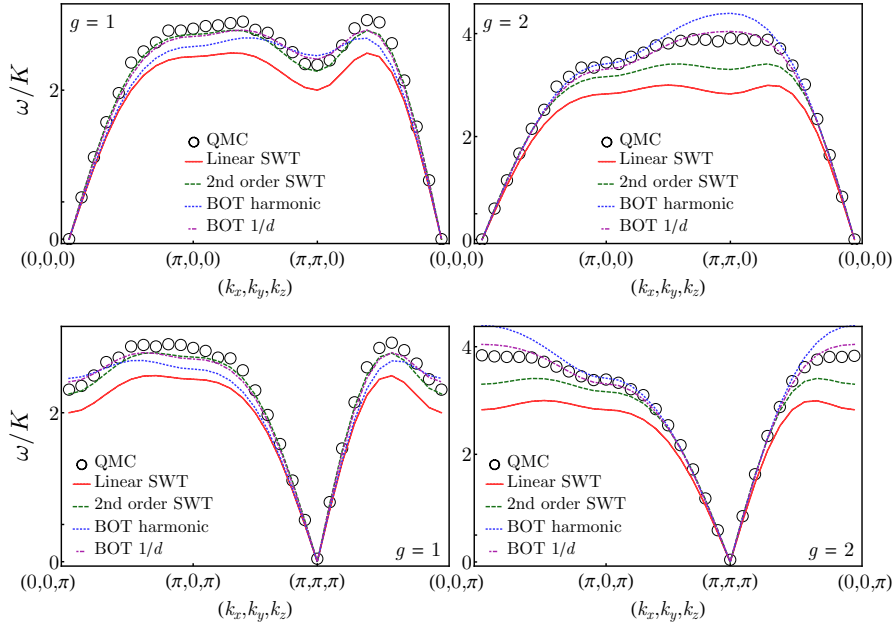 g = 1
ω/K
2
0
QMC
Linear SWT
2nd order SWT
BOT harmonic
BOT 1/d
(0,0,0)
(π,0,0)
(π,π,0)
(0,0,0)
(kx,ky,kz)
g = 2
4
2
0
QMC
Linear SWT
2nd order SWT
BOT harmonic
BOT 1/d
(0,0,0)
(π,0,0)
(π,π,0)
(0,0,0)
(kx,ky,kz)
ω/K
2
0
QMC
Linear SWT
2nd order SWT
BOT harmonic
BOT 1/d
g = 1
(0,0,π)
(π,0,π)
(π,π,π)
(0,0,π)
(kx,ky,kz)
4
2
0
QMC
Linear SWT
2nd order SWT
BOT harmonic
BOT 1/d
g = 2
(0,0,π)
(π,0,π)
(π,π,π)
(0,0,π)
(kx,ky,kz)